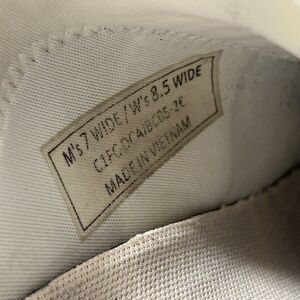 M's 7 WIDE / W's 8.5 WIDE
MADE IN VIETNAM